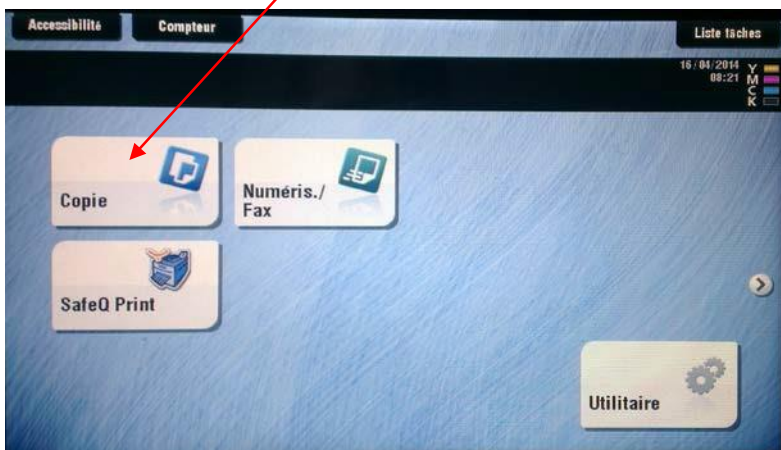 Accessibilité
Compteur
Liste tâches
16/04/2014
08:21
Y
M
C
K
Copie
Numéris./
Fax
SafeQ Print
Utilitaire